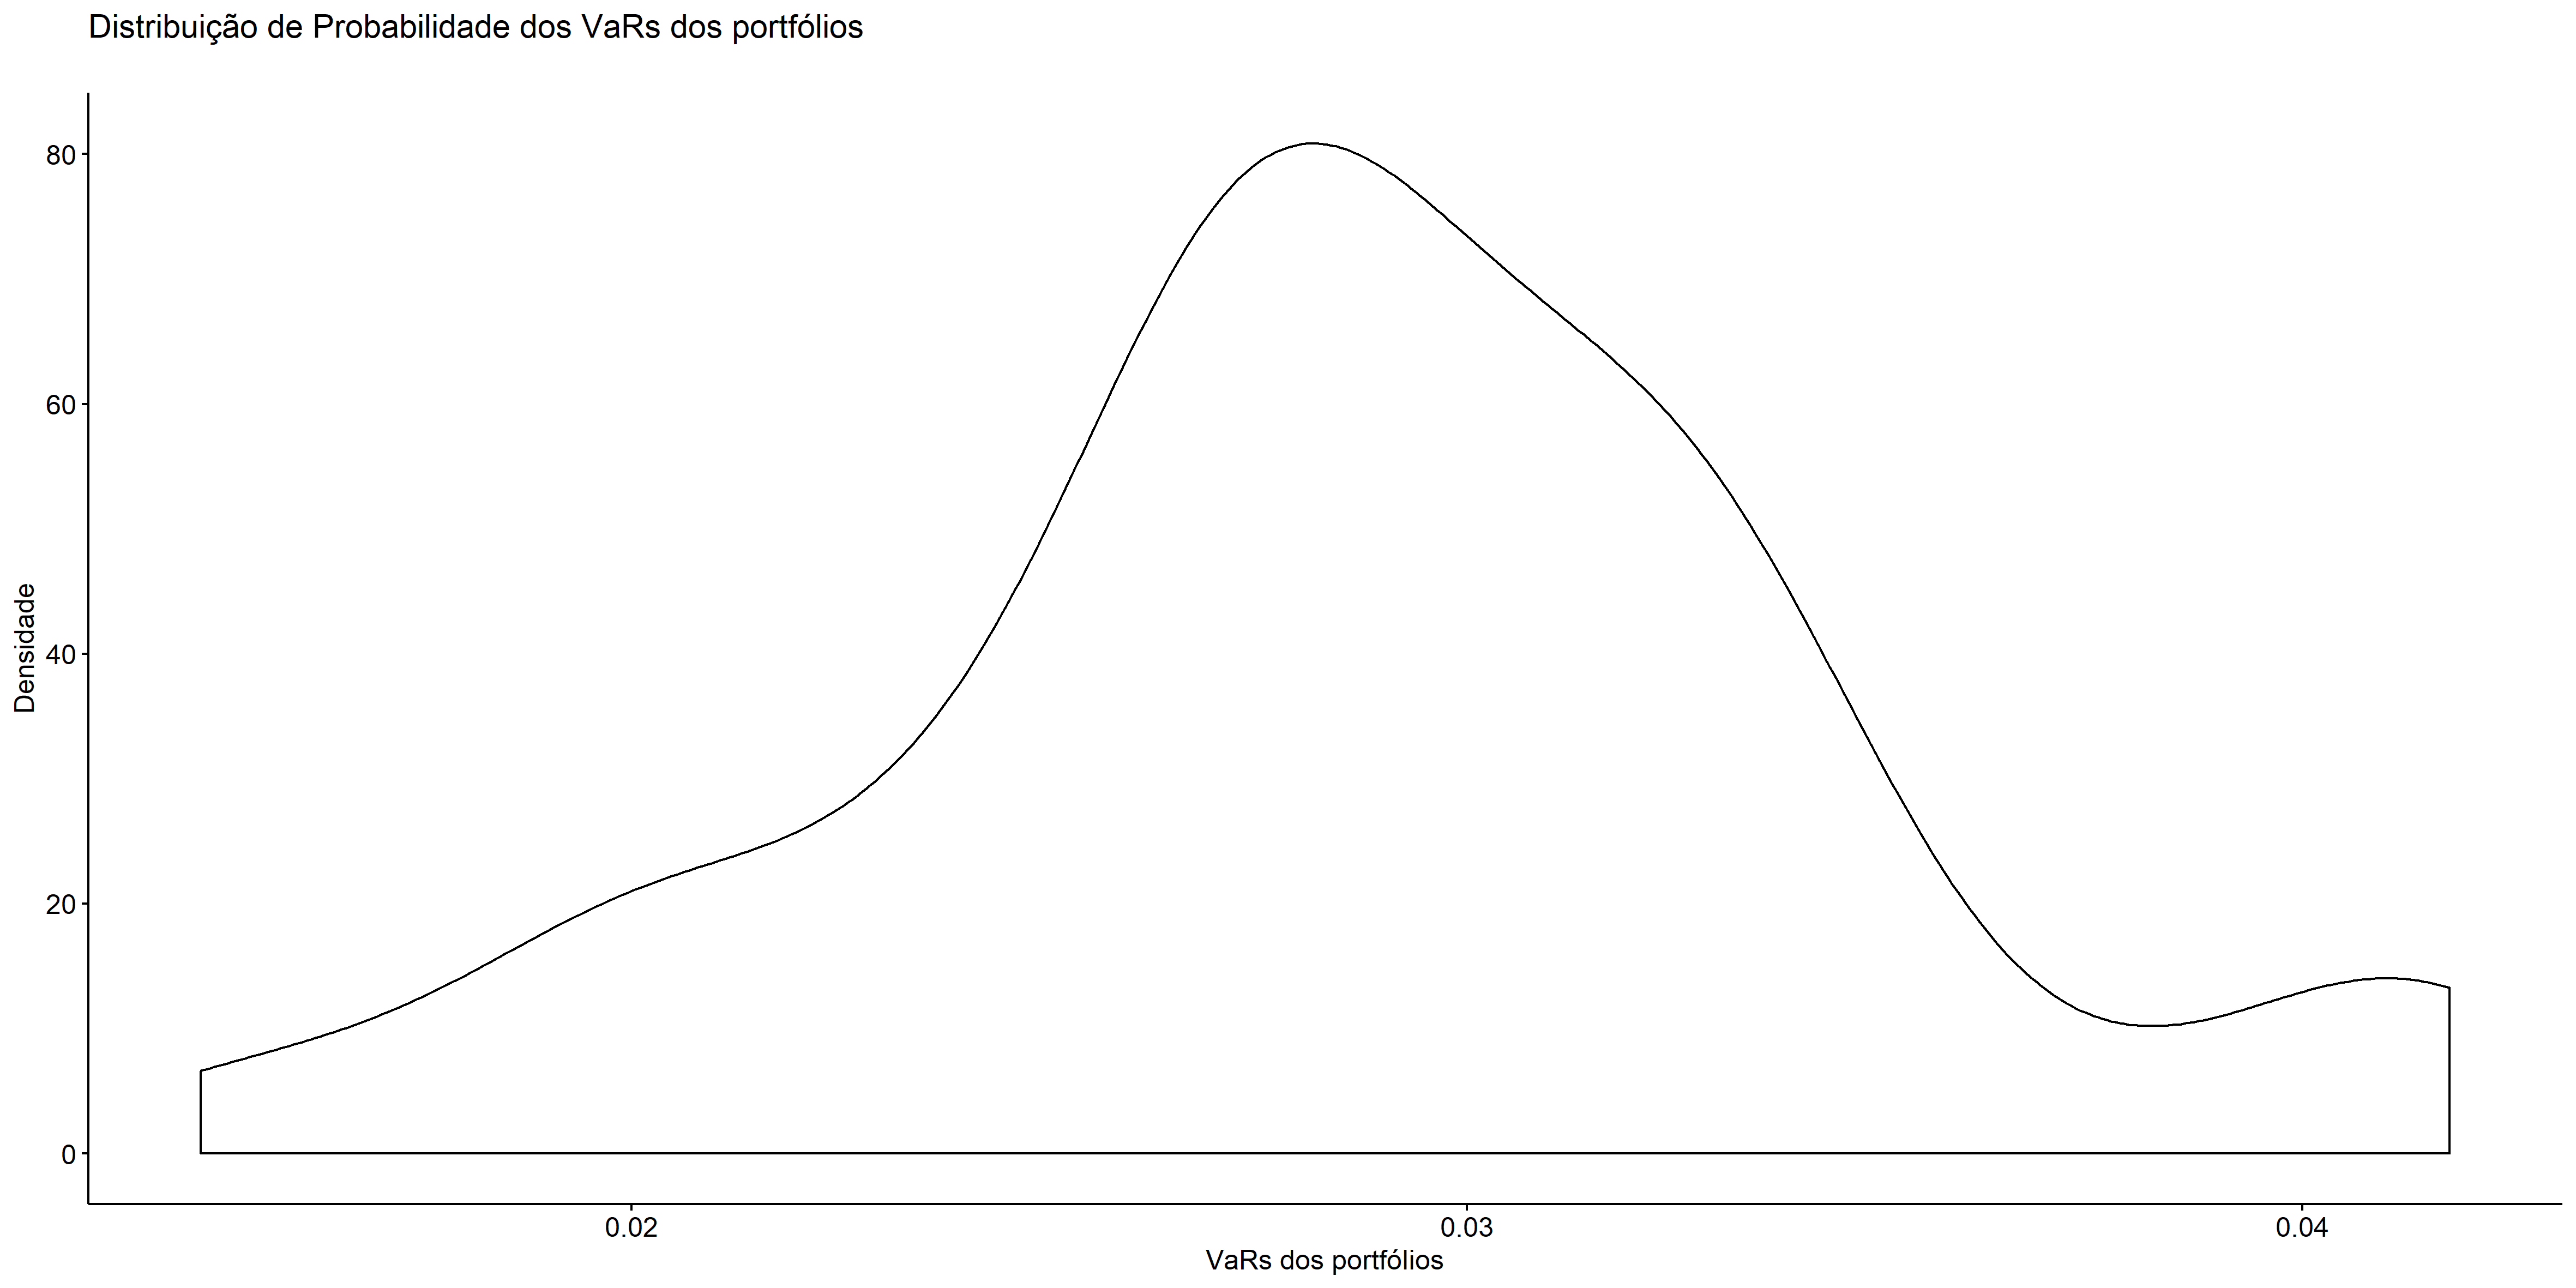 Distribuição de Probabilidade dos VaRs dos portfólios
80
60
40
20
0
Densidade
0.02 0.03 0.04
VaRs dos portfólios